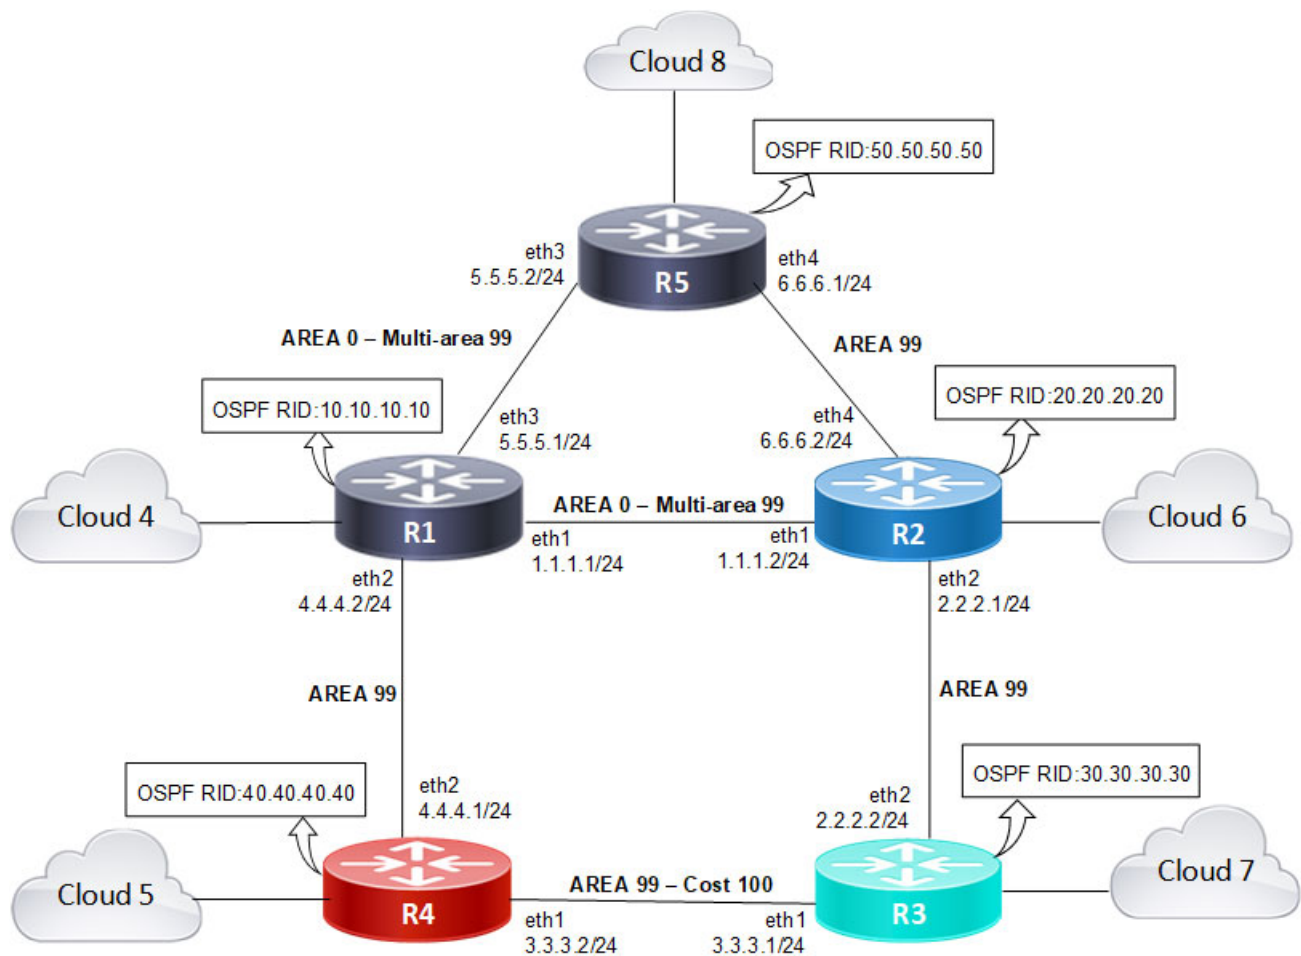 Cloud 8
OSPF RID:50.50.50.50
eth3
5.5.5.2/24
R5
eth4
6.6.6.1/24
AREA 0 – Multi-area 99
AREA 99
OSPF RID:10.10.10.10
OSPF RID:20.20.20.20
eth3
5.5.5.1/24
eth4
6.6.6.2/24
Cloud 4
R1
AREA 0 – Multi-area 99
R2
Cloud 6
eth1
1.1.1.1/24
eth1
1.1.1.2/24
eth2
4.4.4.2/24
eth2
2.2.2.1/24
AREA 99
AREA 99
OSPF RID:40.40.40.40
OSPF RID:30.30.30.30
eth2
4.4.4.1/24
eth2
2.2.2.2/24
Cloud 5
R4
AREA 99 – Cost 100
R3
Cloud 7
eth1
3.3.3.2/24
eth1
3.3.3.1/24